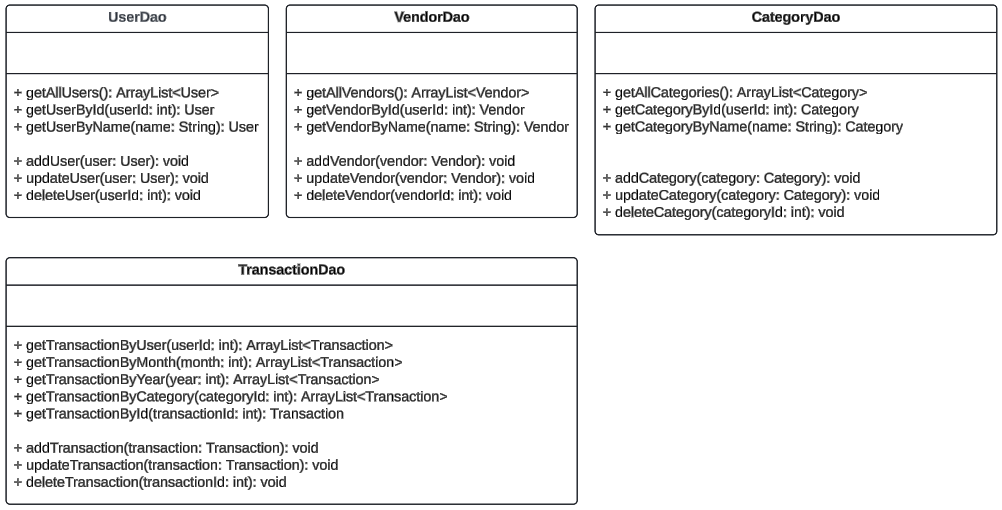 UserDao
+ getAllUsers(): ArrayList<User>
+ getUserById(userId: int): User
+ getUserByName(name: String): User
+ addUser(user: User): void
+ updateUser(user: User): void
+ deleteUser(userId: int): void
VendorDao
+ getAllVendors(): ArrayList<Vendor>
+ getVendorById(userId: int): Vendor
+ getVendorByName(name: String): Vendor
+ addVendor(vendor: Vendor): void
+ updateVendor(vendor: Vendor): void
+ deleteVendor(vendorId: int): void
CategoryDao
+ getAllCategories(): ArrayList<Category>
+ getCategoryById(userId: int): Category
+ getCategoryByName(name: String): Category
+ addCategory(category: Category): void
+ updateCategory(category: Category): void
+ deleteCategory(categoryId: int): void
TransactionDao
+ getTransactionByUser(userId: int): ArrayList<Transaction>
+ getTransactionByMonth(month: int): ArrayList<Transaction>
+ getTransactionByYear(year: int): ArrayList<Transaction>
+ getTransactionByCategory(categoryId: int): ArrayList<Transaction>
+ getTransactionById(transactionId: int): Transaction
+ addTransaction(transaction: Transaction): void
+ updateTransaction(transaction: Transaction): void
+ deleteTransaction(transactionId: int): void